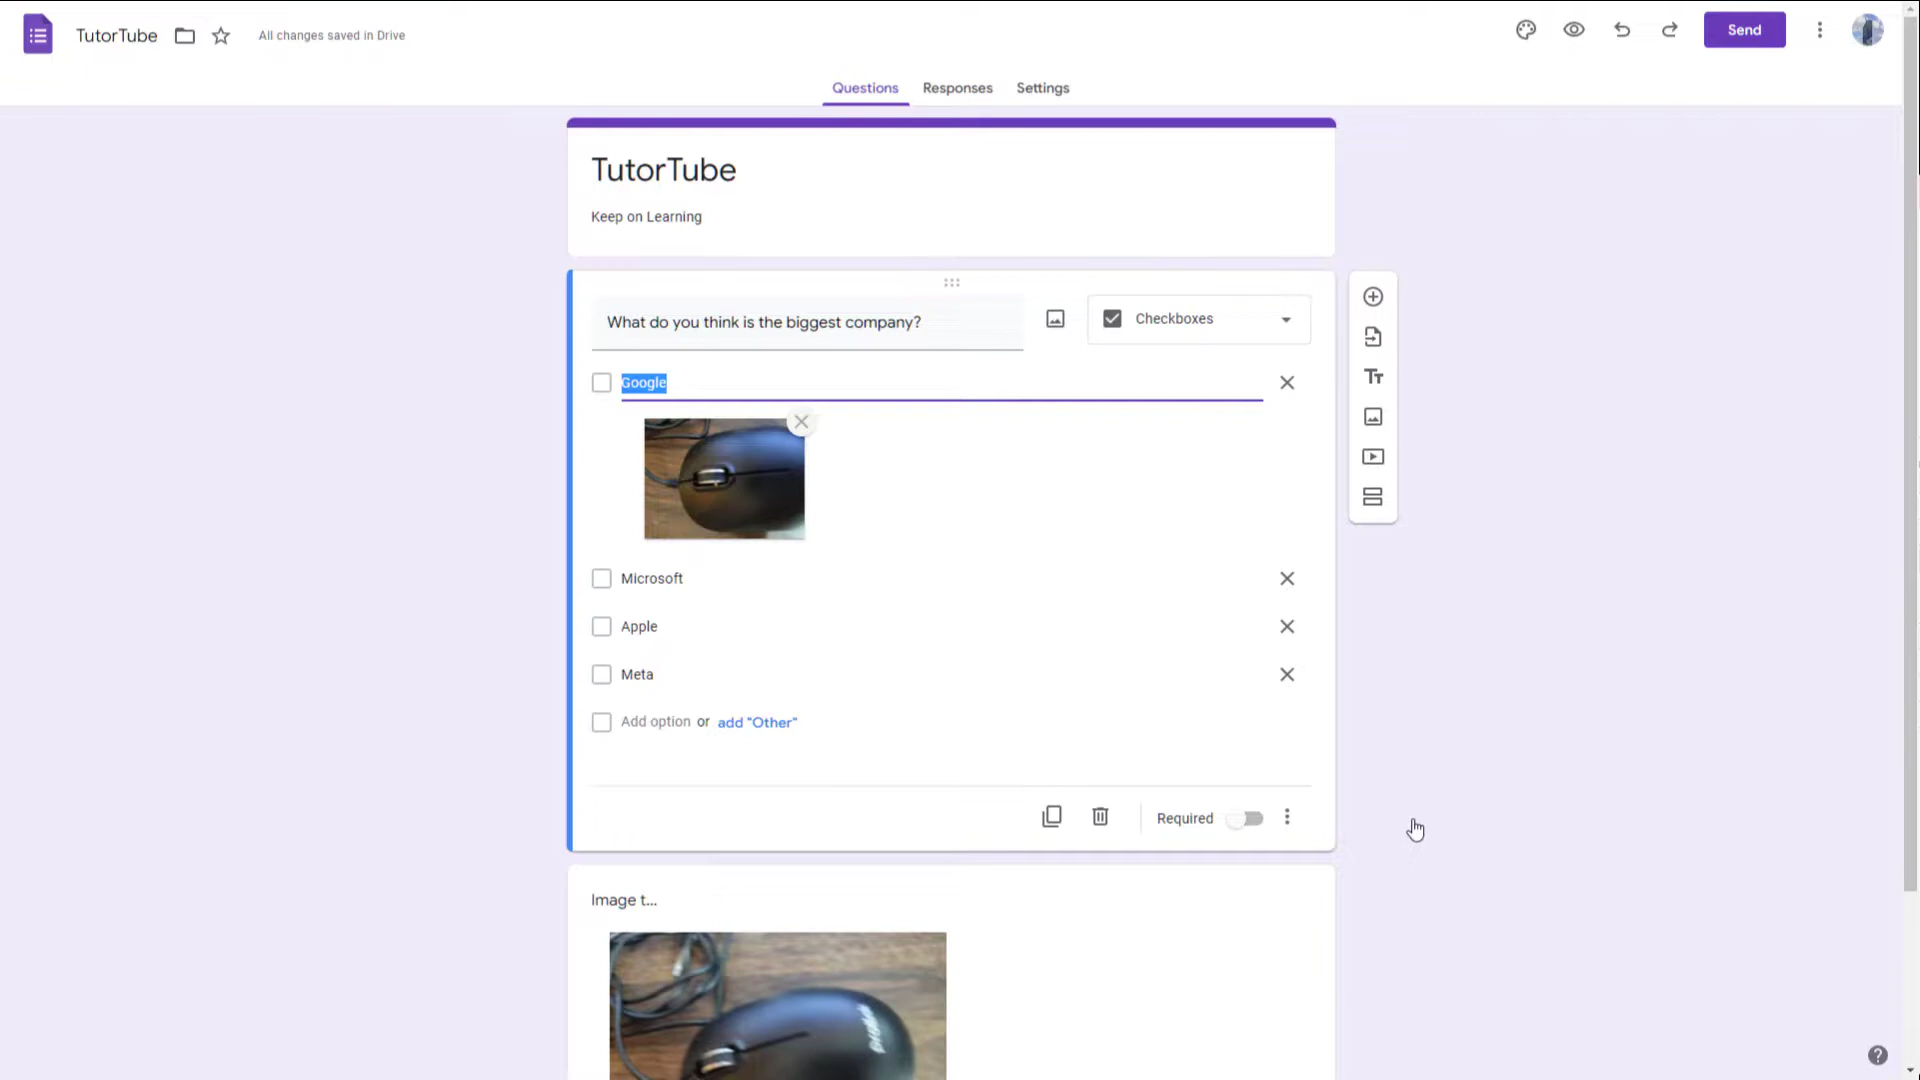 TutorTube
All changes saved in Drive
Send
Questions
Responses
Settings
TutorTube
Keep on Learning
What do you think is the biggest company?
Checkboxes
Google
Microsoft
Apple
Meta
Add option or add "Other"
Required
Image t...